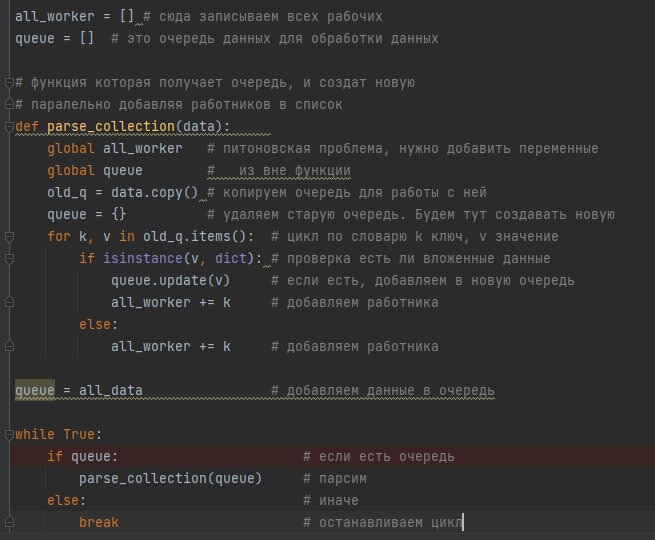 all_worker = [] # сюда записываем всех рабочих
queue = []  # это очередь данных для обработки данных
# функция которая получает очередь, и создат новую
# паралельно добавляя работников в список
def parse_collection(data):
    global all_worker   # питоновская проблема, нужно добавить переменные
    global queue        #   из вне функции
    old_q = data.copy() # копируем очередь для работы с ней
    queue = {}          # удаляем старую очередь. Будем тут создавать новую
    for k, v in old_q.items():  # цикл по словарю k ключ, v значение
        if isinstance(v, dict): # проверка есть ли вложенные данные
            queue.update(v)     # если есть, добавляем в новую очередь
            all_worker += k     # добавляем работника
        else:
            all_worker += k     # добавляем работника
queue = all_data                # добавляем данные в очередь
while True:
    if queue:                       # если есть очередь
        parse_collection(queue)     # парсим
    else:                           # иначе
        break                       # останавливаем цикл